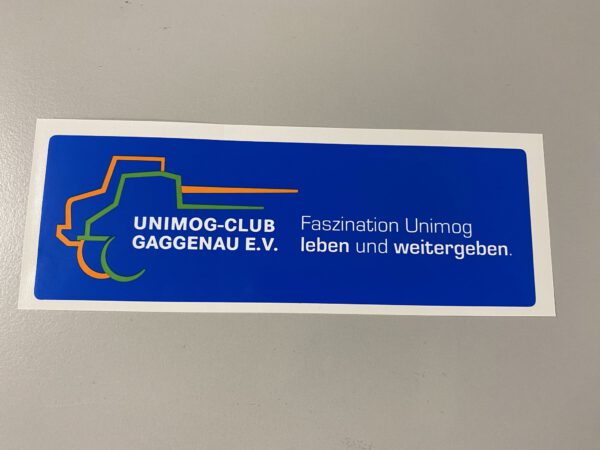 UNIMOG-CLUB
GAGGENAU E.V.
Faszination Unimog
leben und weitergeben.